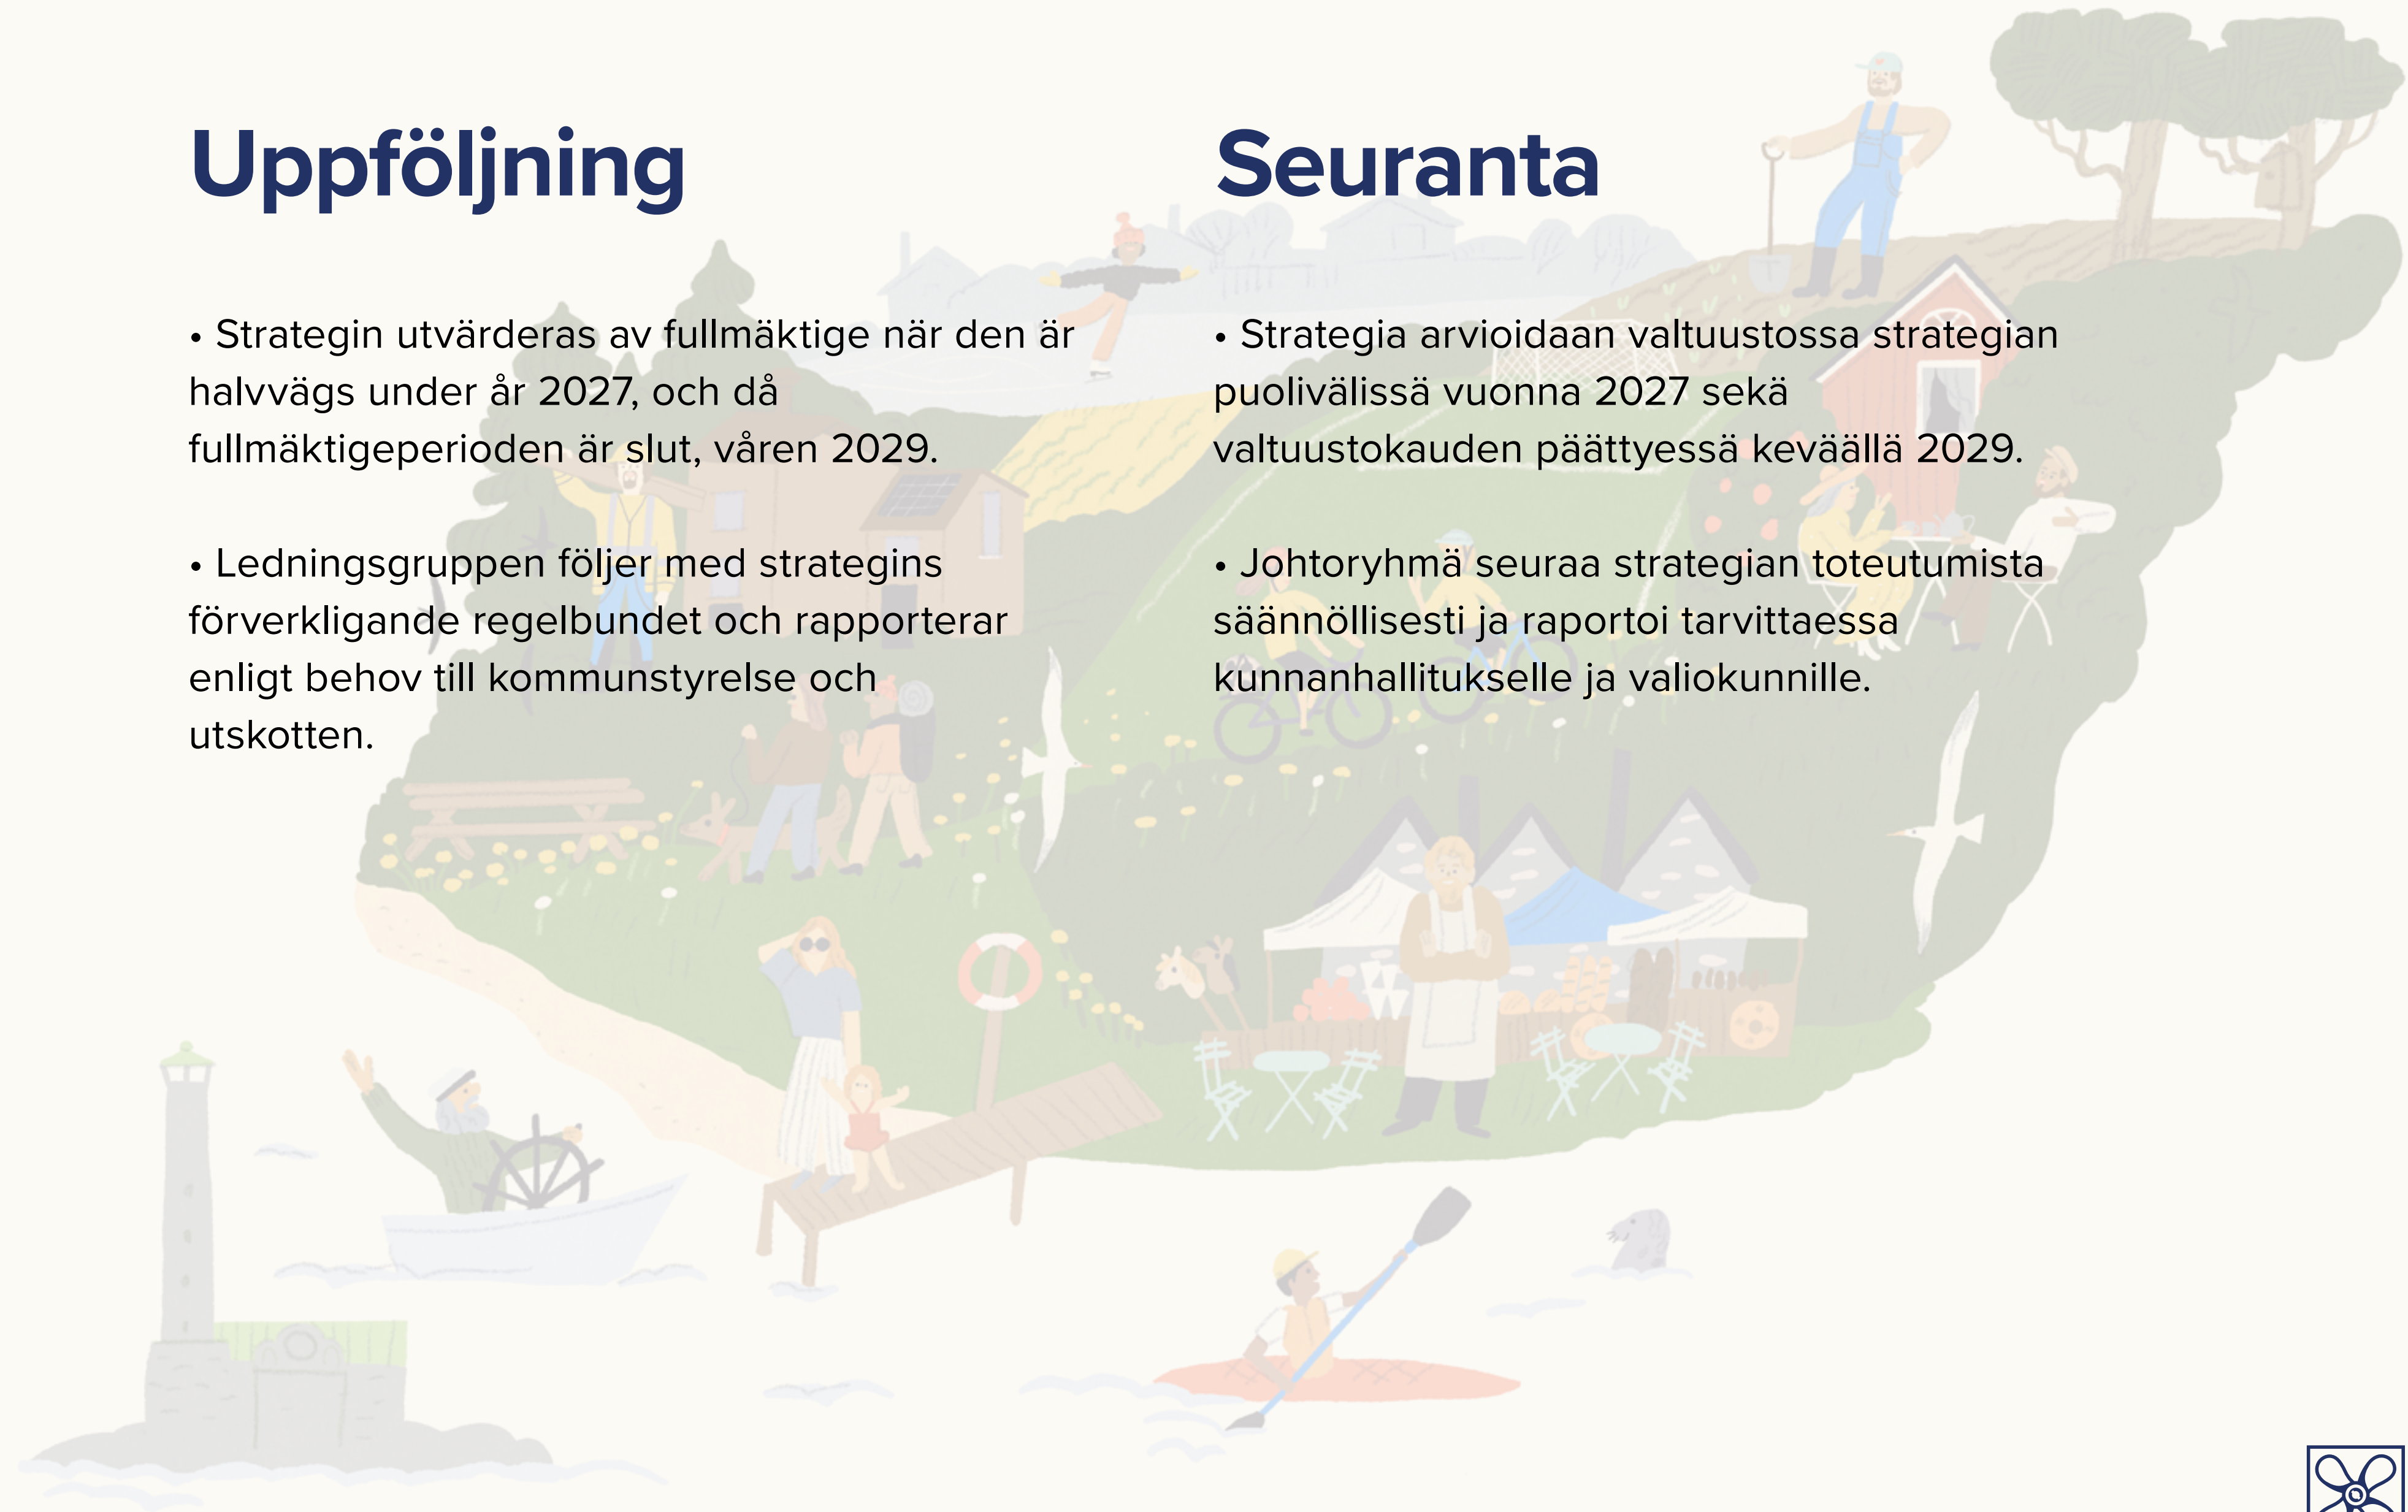 Uppföljning
• Strategin utvärderas av fullmäktige när den är
halvvägs under år 2027, och då
fullmäktigeperioden är slut, våren 2029.
• Ledningsgruppen följer med strategins
förverkligande regelbundet och rapporterar
enligt behov till kommunstyrelse och
utskotten.
Seuranta
• Strategia arvioidaan valtuustossa strategian
puolivälissä vuonna 2027 sekä
valtuustokauden päättyessä keväällä 2029.
• Johtoryhmä seuraa strategian toteutumista
säännöllisesti ja raportoi tarvittaessa
kunnanhallitukselle ja valiokunnille.